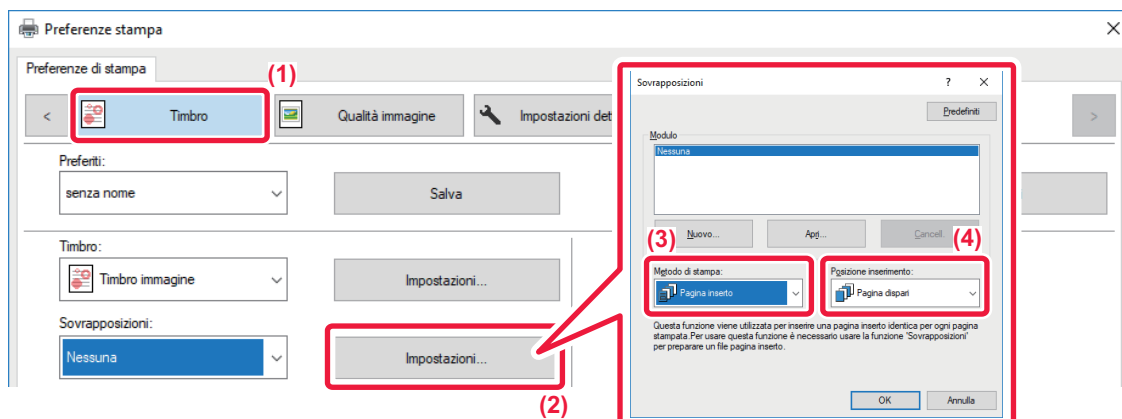 Preferenze stampa
Preferenze di stampa
(1)
< Timbro Qualità immagine Impostazioni det >
Preferiti:
senza nome Salva
Timbro:
Timbro immagine Impostazioni...
Sovrapposizioni:
Nessuna Impostazioni...
(2)
Sovrapposizioni ? ×
Predefiniti
Modulo
Nessuna
Nuovo... Apri... Cancell.
(3) (4)
Metodo di stampa: Posizione inserimento:
Pagina inserto Pagina dispari
Questa funzione viene utilizzata per inserire una pagina inserto identica per ogni pagina
stampata.Per usare questa funzione è necessario usare la funzione 'Sovrapposizioni'
per preparare un file pagina inserto.
OK Annulla